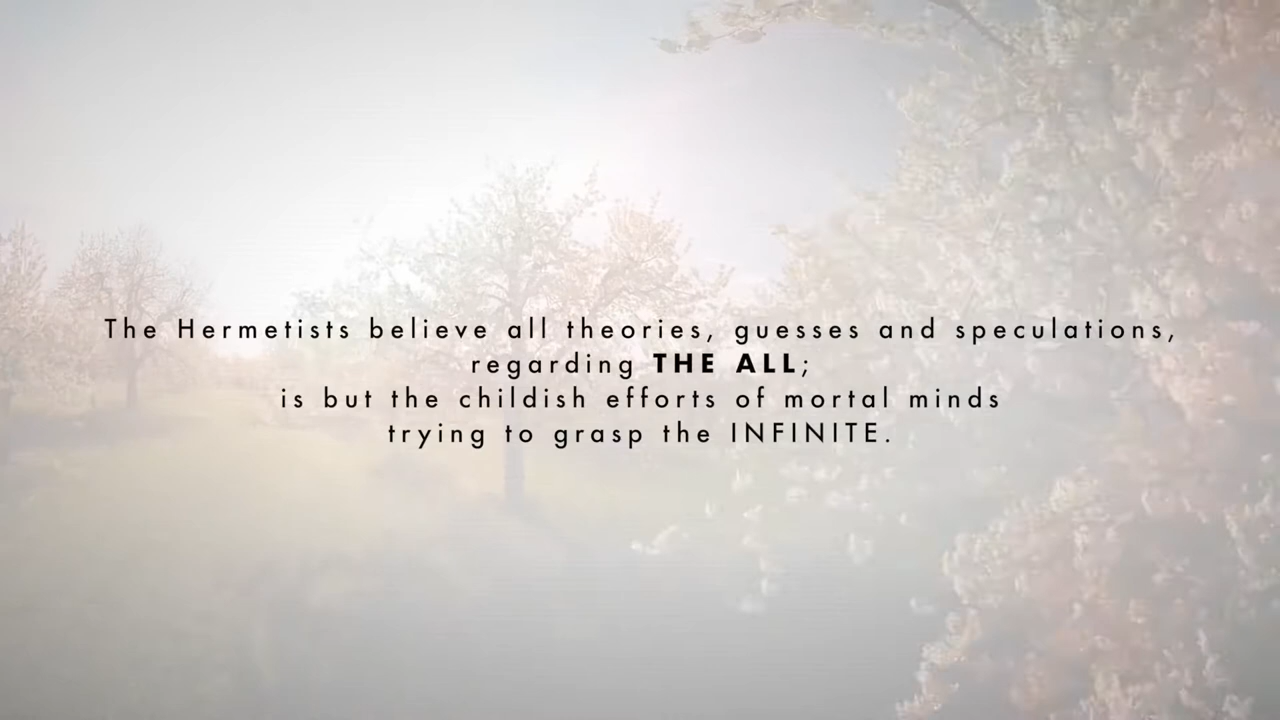 The Hermetists believe all theories, guesses and speculations,
regarding THE ALL;
is but the childish efforts of mortal minds
trying to grasp the INFINITE.